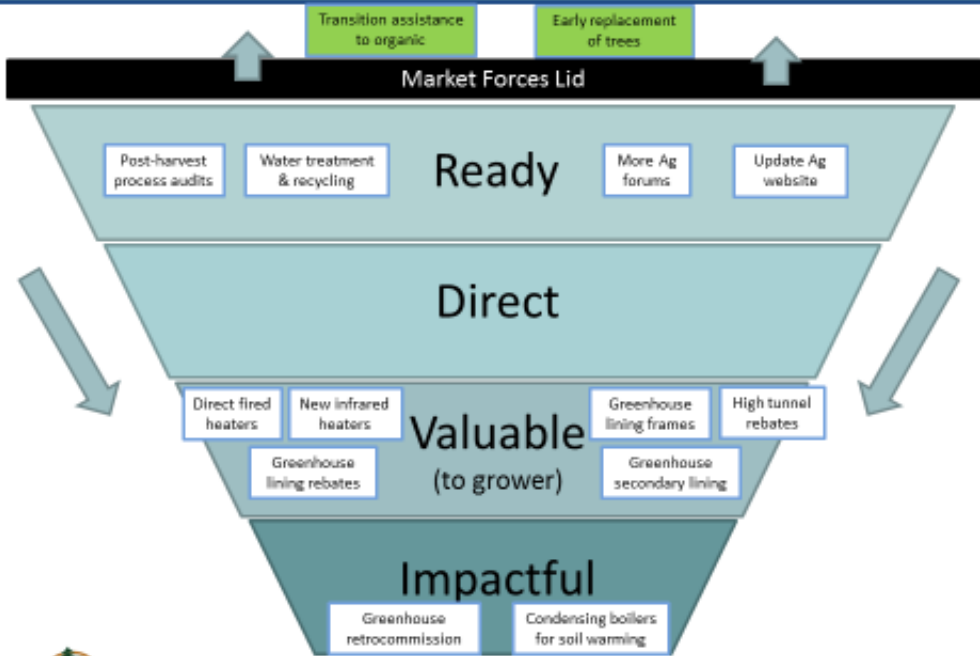 Transition assistance
to organic
Early replacement
of trees
Market Forces Lid
Post-harvest
process audits
Water treatment
& recycling
Ready
More Ag
forums
Update Ag
website
Direct
Direct fired
heaters
New infrared
heaters
Valuable
(to grower)
Greenhouse
lining frames
High tunnel
rebates
Greenhouse
lining rebates
Greenhouse
secondary lining
Impactful
Greenhouse
retrocommission
Condensing boilers
for soil warming